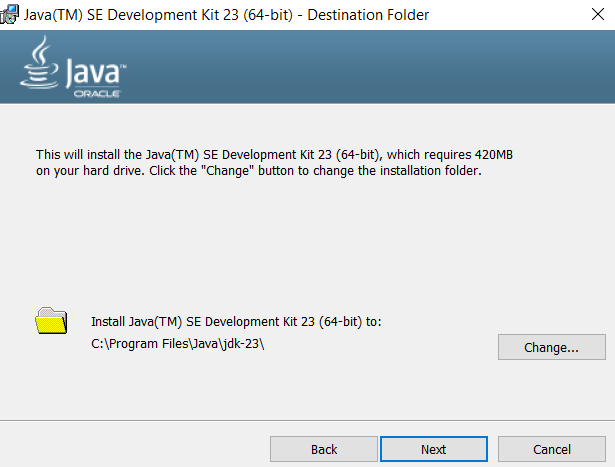 Java(TM) SE Development Kit 23 (64-bit) - Destination Folder
Java™
ORACLE
This will install the Java(TM) SE Development Kit 23 (64-bit), which requires 420MB
on your hard drive. Click the "Change" button to change the installation folder.
Install Java(TM) SE Development Kit 23 (64-bit) to:
C:\Program Files\Java\jdk-23\
Change...
Back
Next
Cancel